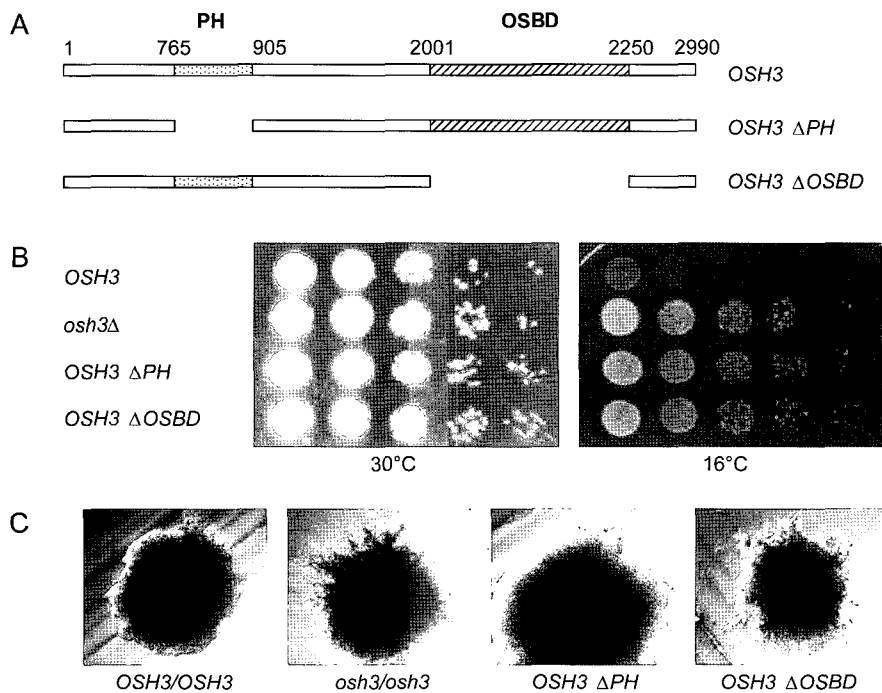 A
PH OSBD
1 765 905 2001 2250 2990
OSH3
OSH3 ΔPH
OSH3 ΔOSBD
B
OSH3
osh3Δ
OSH3 ΔPH
OSH3 ΔOSBD
30°C 16°C
C
OSH3/OSH3 osh3/osh3 OSH3 ΔPH OSH3 ΔOSBD